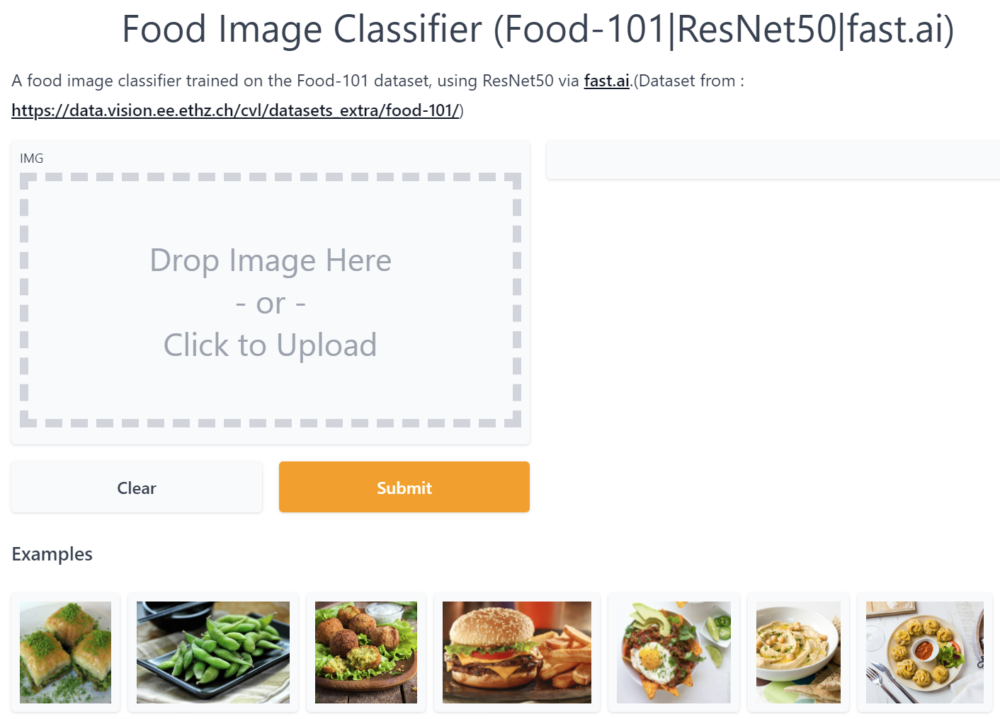 Food Image Classifier (Food-101|ResNet50|fast.ai)
A food image classifier trained on the Food-101 dataset, using ResNet50 via fast.ai.(Dataset from :
https://data.vision.ee.ethz.ch/cvl/datasets_extra/food-101/)
IMG
Drop Image Here
- or -
Click to Upload
Clear
Submit
Examples